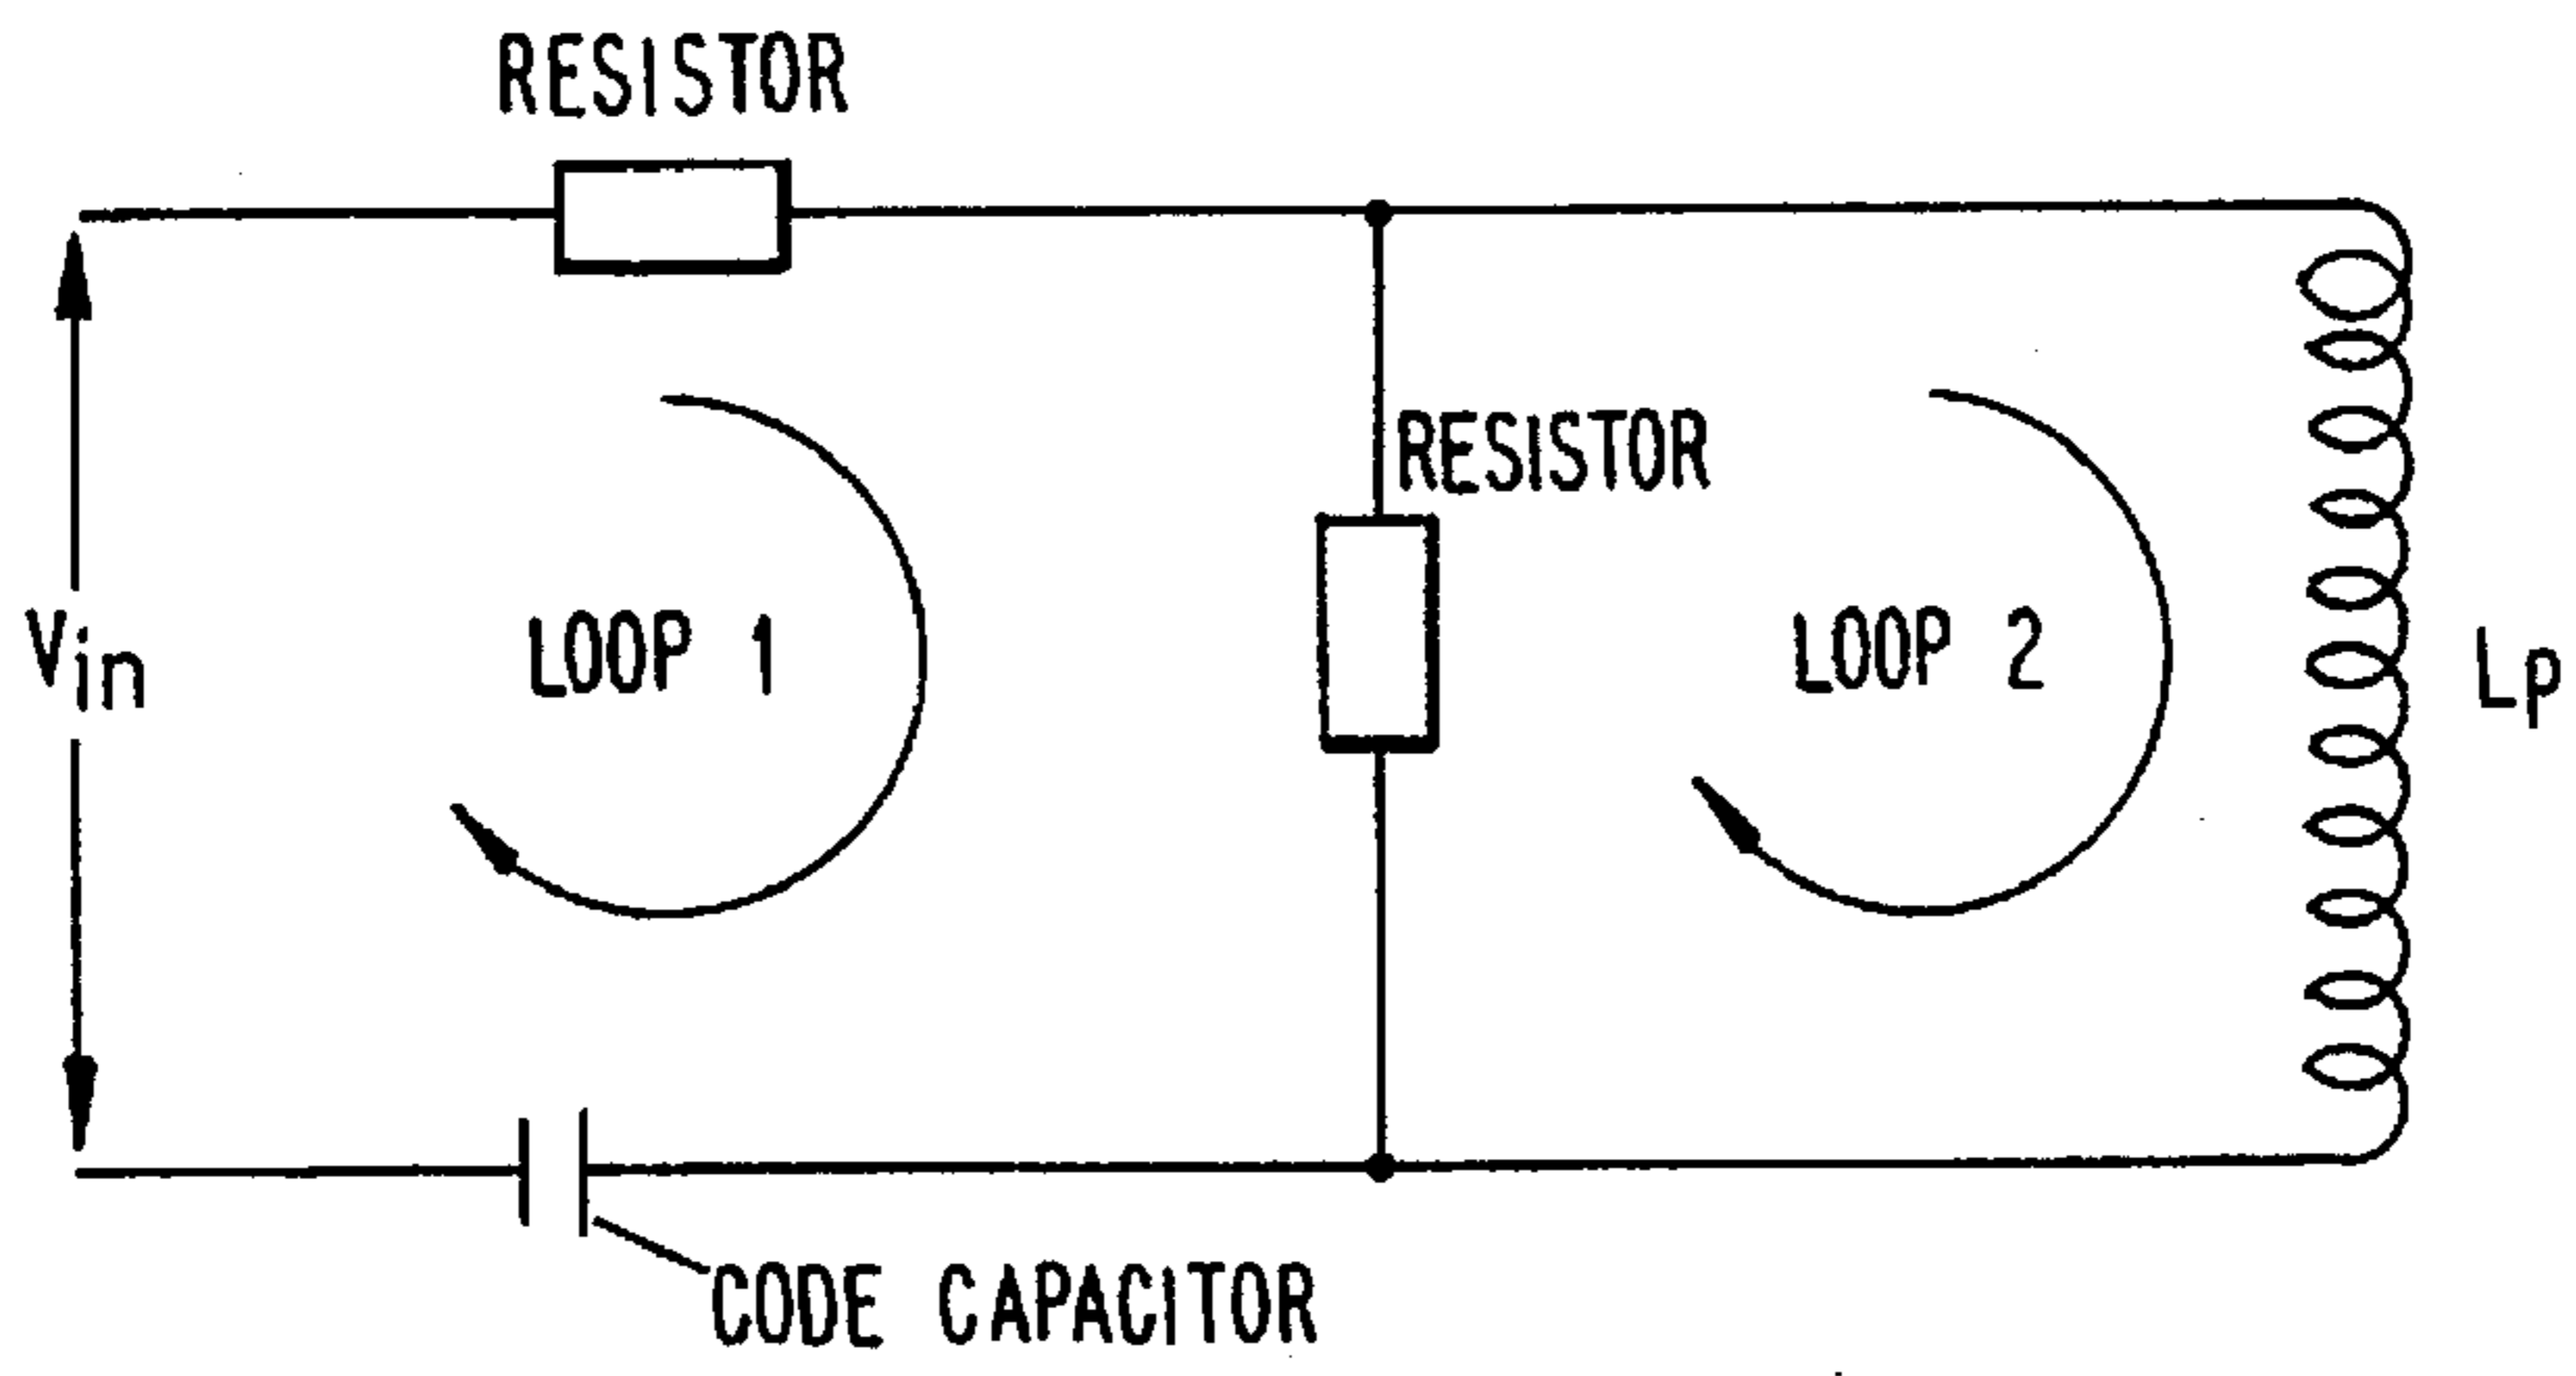 RESISTOR
RESISTOR
Vin
LOOP 1
LOOP 2
Lp
CODE CAPACITOR